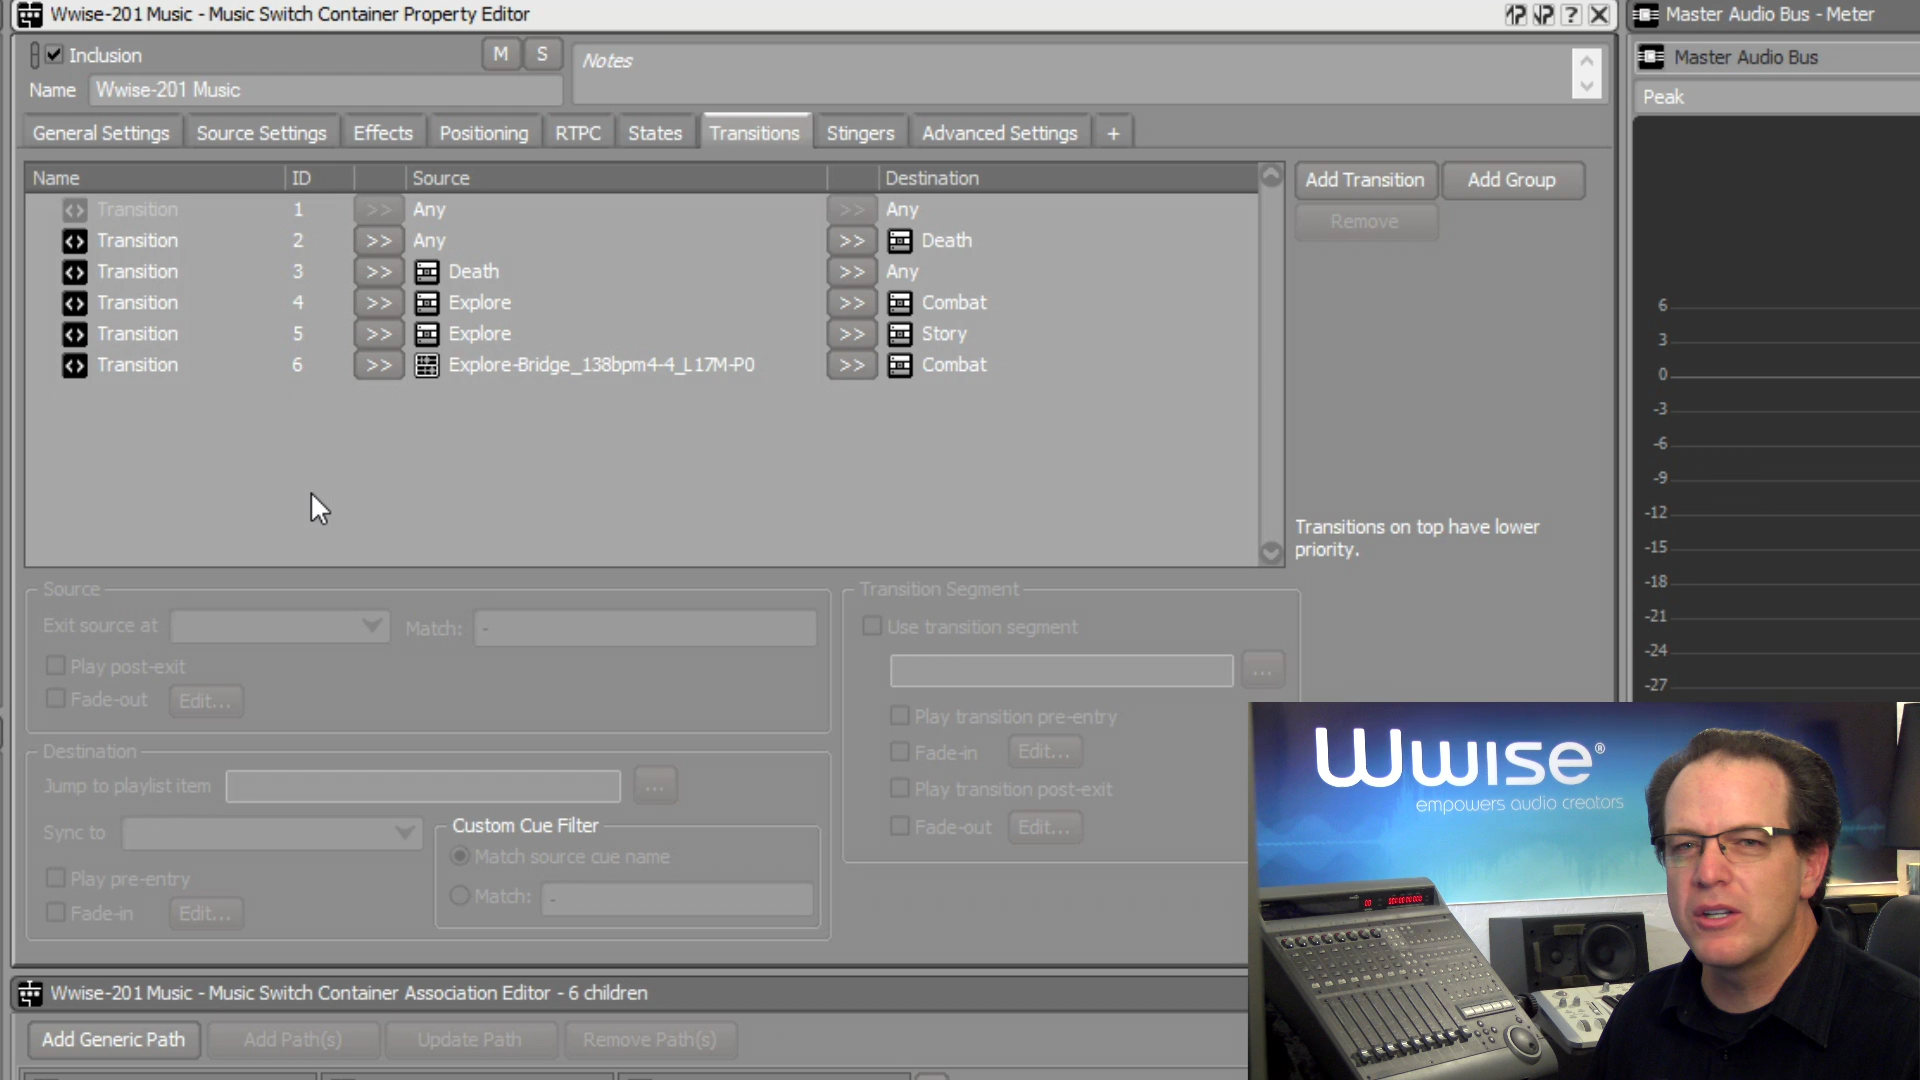 Wwise-201 Music - Music Switch Container Property Editor
Inclusion
M S
Notes
Name Wwise-201 Music
General Settings Source Settings Effects Positioning RTPC States Transitions Stingers Advanced Settings +
Name ID Source Destination
Transition 1 >> Any >> Any
Transition 2 >> Any >> Death
Transition 3 >> Death >> Any
Transition 4 >> Explore >> Combat
Transition 5 >> Explore >> Story
Transition 6 >> Explore-Bridge_138bpm4-4_L17M-P0 >> Combat
Add Transition Add Group
Remove
Transitions on top have lower
priority.
Source
Exit source at Match: -
Play post-exit
Fade-out Edit...
Destination
Jump to playlist item ...
Sync to
Play pre-entry
Fade-in Edit...
Custom Cue Filter
Match source cue name
Match: -
Transition Segment
Use transition segment
...
Play transition pre-entry
Fade-in Edit...
Play transition post-exit
Fade-out Edit...
Wwise-201 Music - Music Switch Container Association Editor - 6 children
Add Generic Path Add Path(s) Update Path Remove Path(s)
Master Audio Bus - Meter
Master Audio Bus
Peak
6
3
0
-3
-6
-9
-12
-15
-18
-21
-24
-27
Wwise®
empowers audio creators